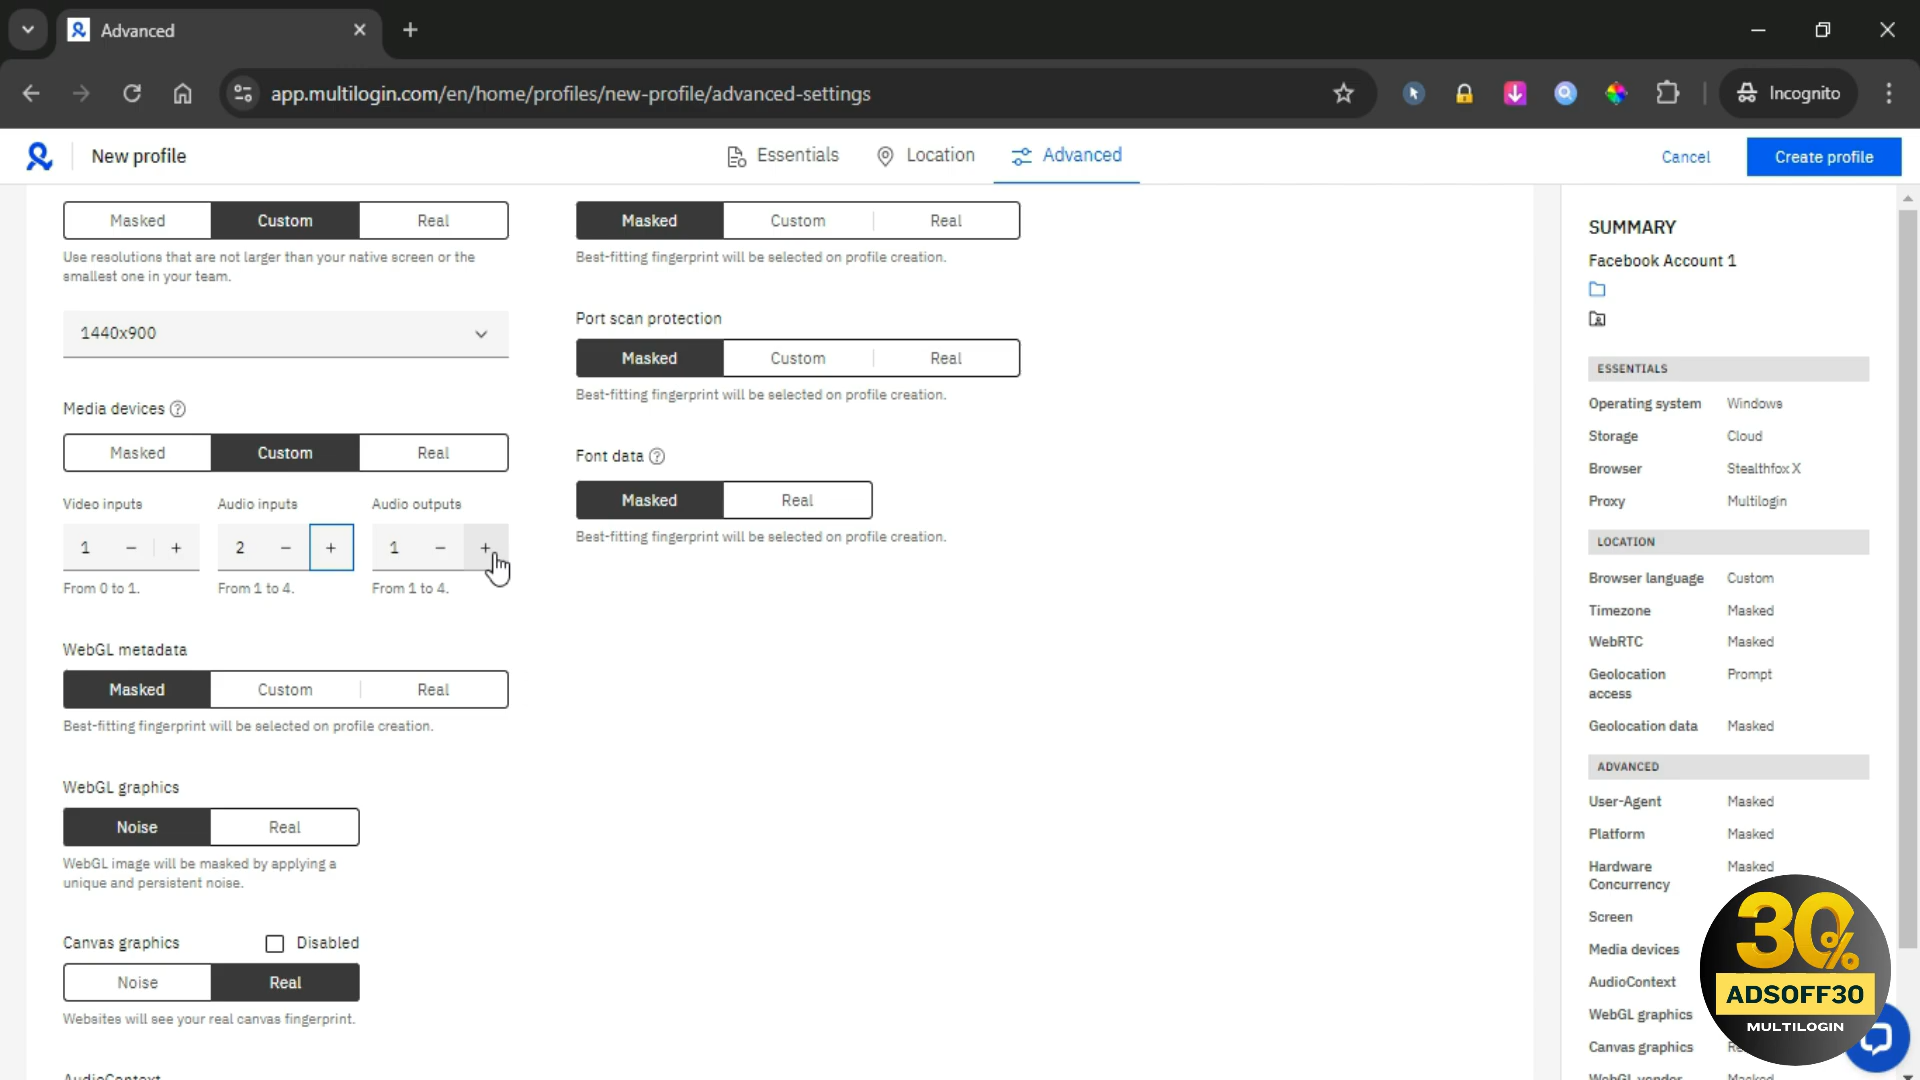 Advanced
app.multilogin.com/en/home/profiles/new-profile/advanced-settings
Incognito
New profile
Essentials
Location
Advanced
Cancel
Create profile
Masked
Custom
Real
Use resolutions that are not larger than your native screen or the
smallest one in your team.
1440x900
Media devices
Masked
Custom
Real
Video inputs
Audio inputs
Audio outputs
1 − +
2 − +
1 − +
From 0 to 1.
From 1 to 4.
From 1 to 4.
WebGL metadata
Masked
Custom
Real
Best-fitting fingerprint will be selected on profile creation.
WebGL graphics
Noise
Real
WebGL image will be masked by applying a
unique and persistent noise.
Canvas graphics
Disabled
Noise
Real
Websites will see your real canvas fingerprint.
AudioContext
Masked
Custom
Real
Best-fitting fingerprint will be selected on profile creation.
Port scan protection
Masked
Custom
Real
Best-fitting fingerprint will be selected on profile creation.
Font data
Masked
Real
Best-fitting fingerprint will be selected on profile creation.
SUMMARY
Facebook Account 1
ESSENTIALS
Operating system Windows
Storage Cloud
Browser Stealthfox X
Proxy Multilogin
LOCATION
Browser language Custom
Timezone Masked
WebRTC Masked
Geolocation
access Prompt
Geolocation data Masked
ADVANCED
User-Agent Masked
Platform Masked
Hardware
Concurrency Masked
Screen
Media devices
AudioContext
WebGL graphics
Canvas graphics
WebGL vendor Masked
30%
ADSOFF30
MULTILOGIN